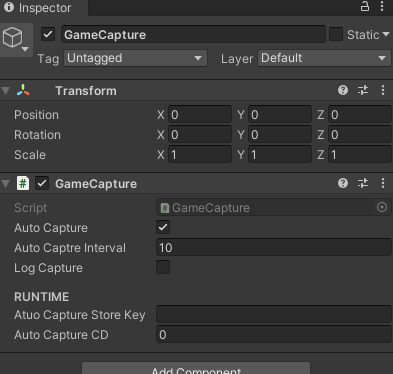 Inspector
GameCapture
Static
Tag Untagged Layer Default
Transform
Position X 0 Y 0 Z 0
Rotation X 0 Y 0 Z 0
Scale X 1 Y 1 Z 1
# GameCapture
Script # GameCapture
Auto Capture
Auto Captre Interval 10
Log Capture
RUNTIME
Atuo Capture Store Key
Auto Capture CD 0
Add Component